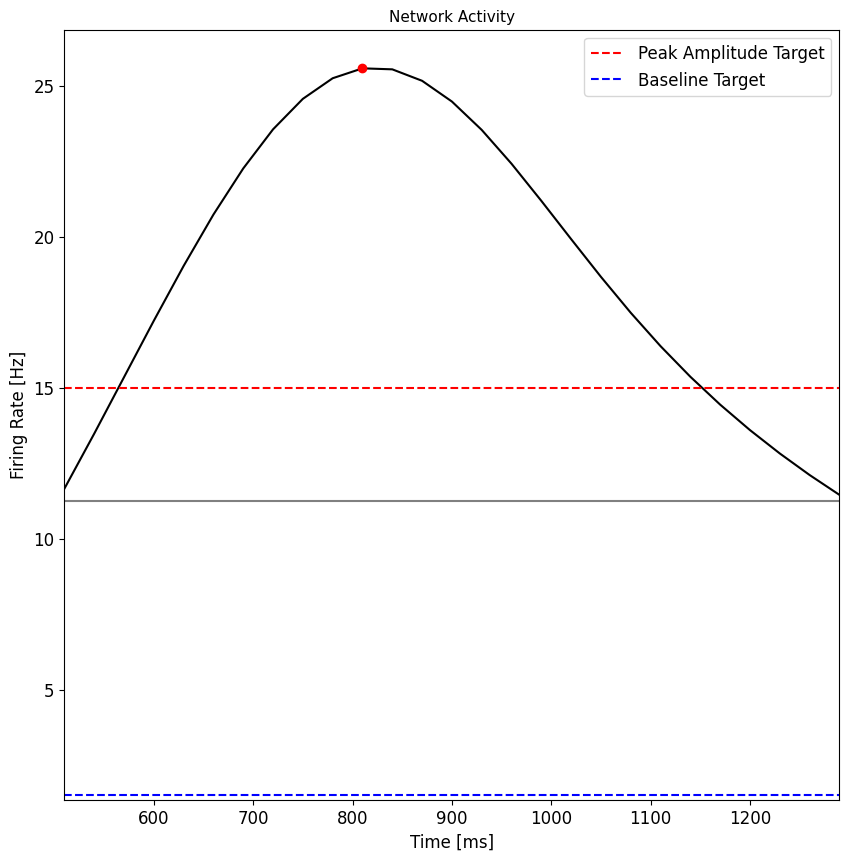 Network Activity
Peak Amplitude Target
Baseline Target
25
20
15
10
5
Firing Rate [Hz]
600 700 800 900 1000 1100 1200
Time [ms]